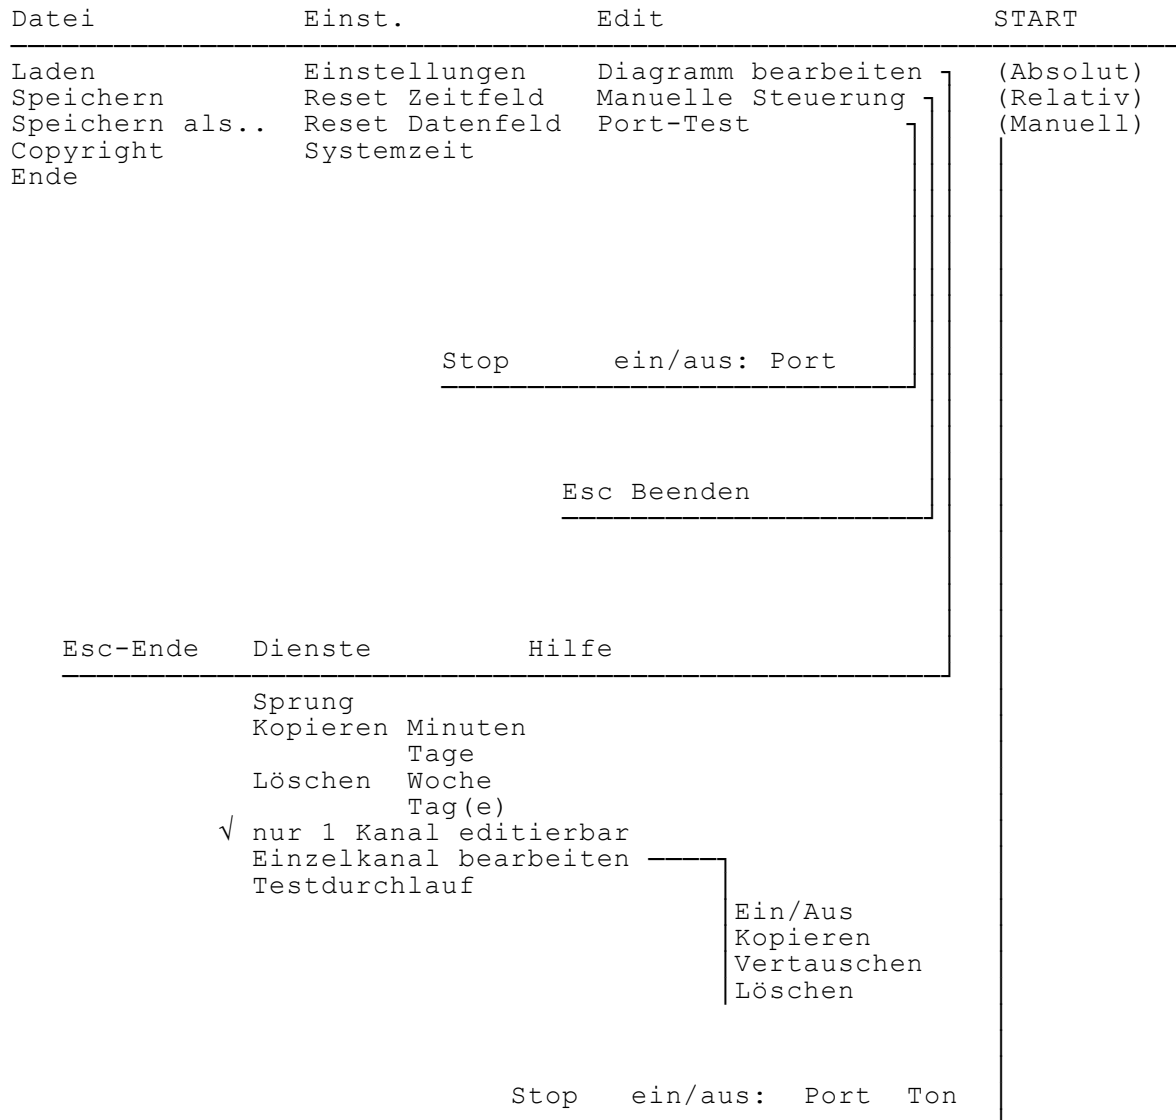 Datei Einst. Edit START
Laden Einstellungen Diagramm bearbeiten (Absolut)
Speichern Reset Zeitfeld Manuelle Steuerung (Relativ)
Speichern als.. Reset Datenfeld Port-Test (Manuell)
Copyright Systemzeit
Ende
Stop ein/aus: Port
Esc Beenden
Esc-Ende Dienste Hilfe
Sprung
Kopieren Minuten
Tage
Löschen Woche
Tag(e)
√ nur 1 Kanal editierbar
Einzelkanal bearbeiten
Testdurchlauf
Ein/Aus
Kopieren
Vertauschen
Löschen
Stop ein/aus: Port Ton